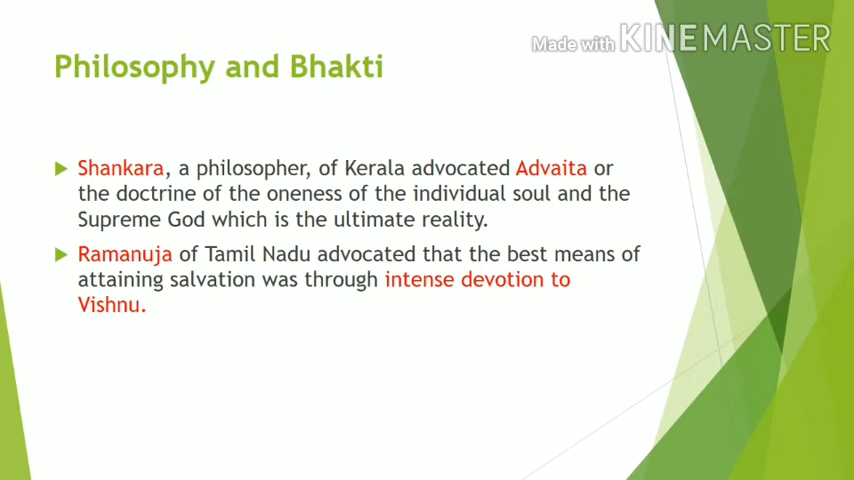 Made with KINEMASTER
Philosophy and Bhakti
Shankara, a philosopher, of Kerala advocated Advaita or
the doctrine of the oneness of the individual soul and the
Supreme God which is the ultimate reality.
Ramanuja of Tamil Nadu advocated that the best means of
attaining salvation was through intense devotion to
Vishnu.